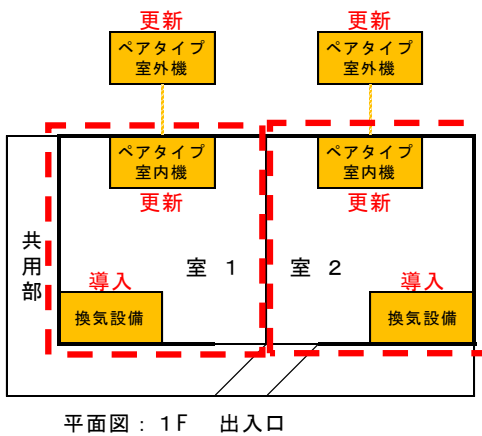 更新
更新
ペアタイプ
室外機
ペアタイプ
室外機
ペアタイプ
室内機
ペアタイプ
室内機
更新
更新
共用部
室 1
室 2
導入
導入
換気設備
換気設備
平面図：1F 出入口